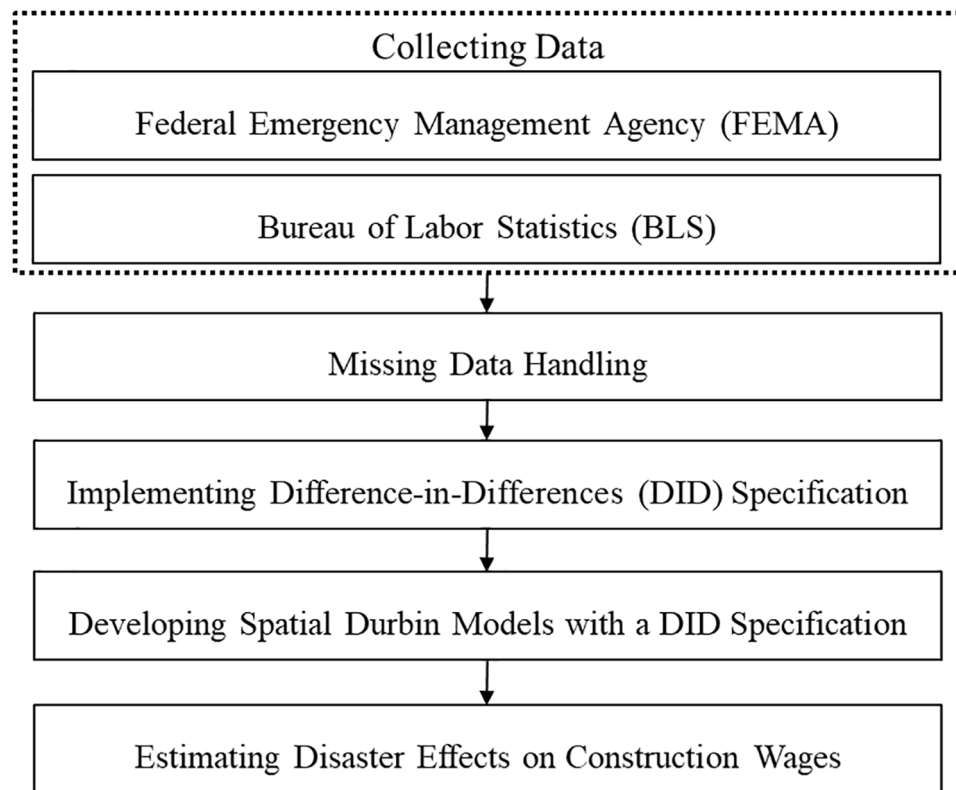 Collecting Data
Federal Emergency Management Agency (FEMA)
Bureau of Labor Statistics (BLS)
Missing Data Handling
Implementing Difference-in-Differences (DID) Specification
Developing Spatial Durbin Models with a DID Specification
Estimating Disaster Effects on Construction Wages